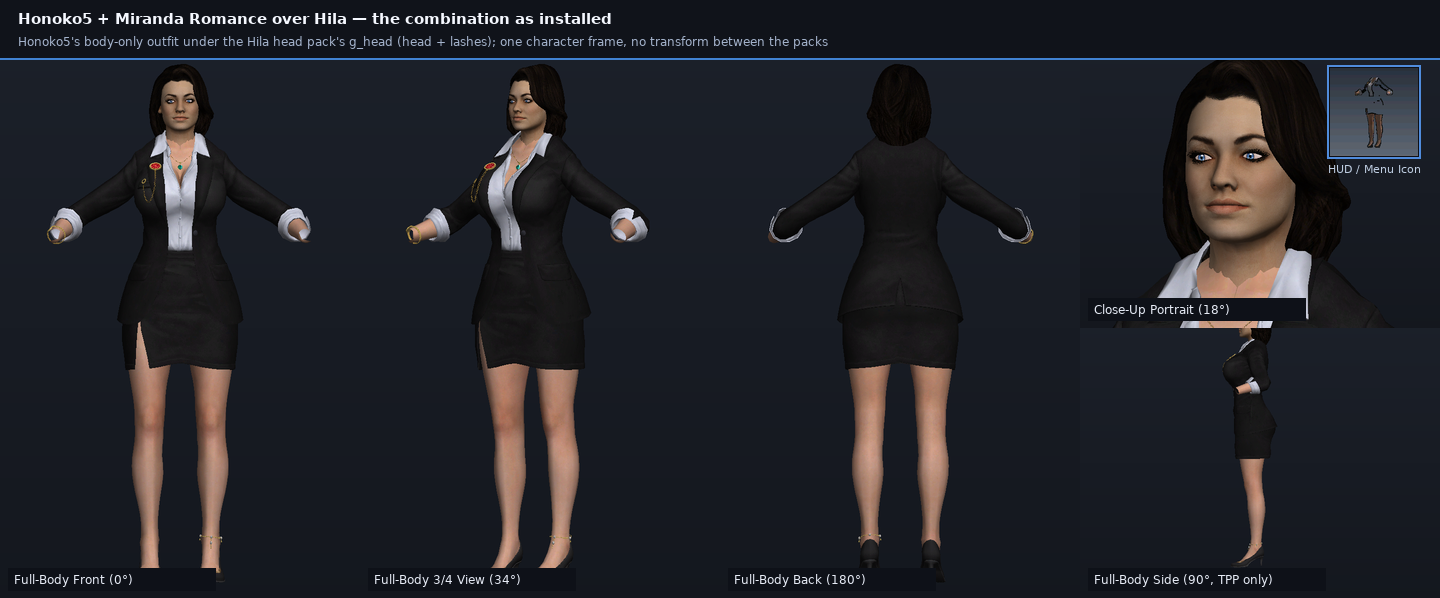 Honoko5 + Miranda Romance over Hila — the combination as installed
Honoko5's body-only outfit under the Hila head pack's g_head (head + lashes); one character frame, no transform between the packs
HUD / Menu Icon
Close-Up Portrait (18°)
Full-Body Front (0°)
Full-Body 3/4 View (34°)
Full-Body Back (180°)
Full-Body Side (90°, TPP only)